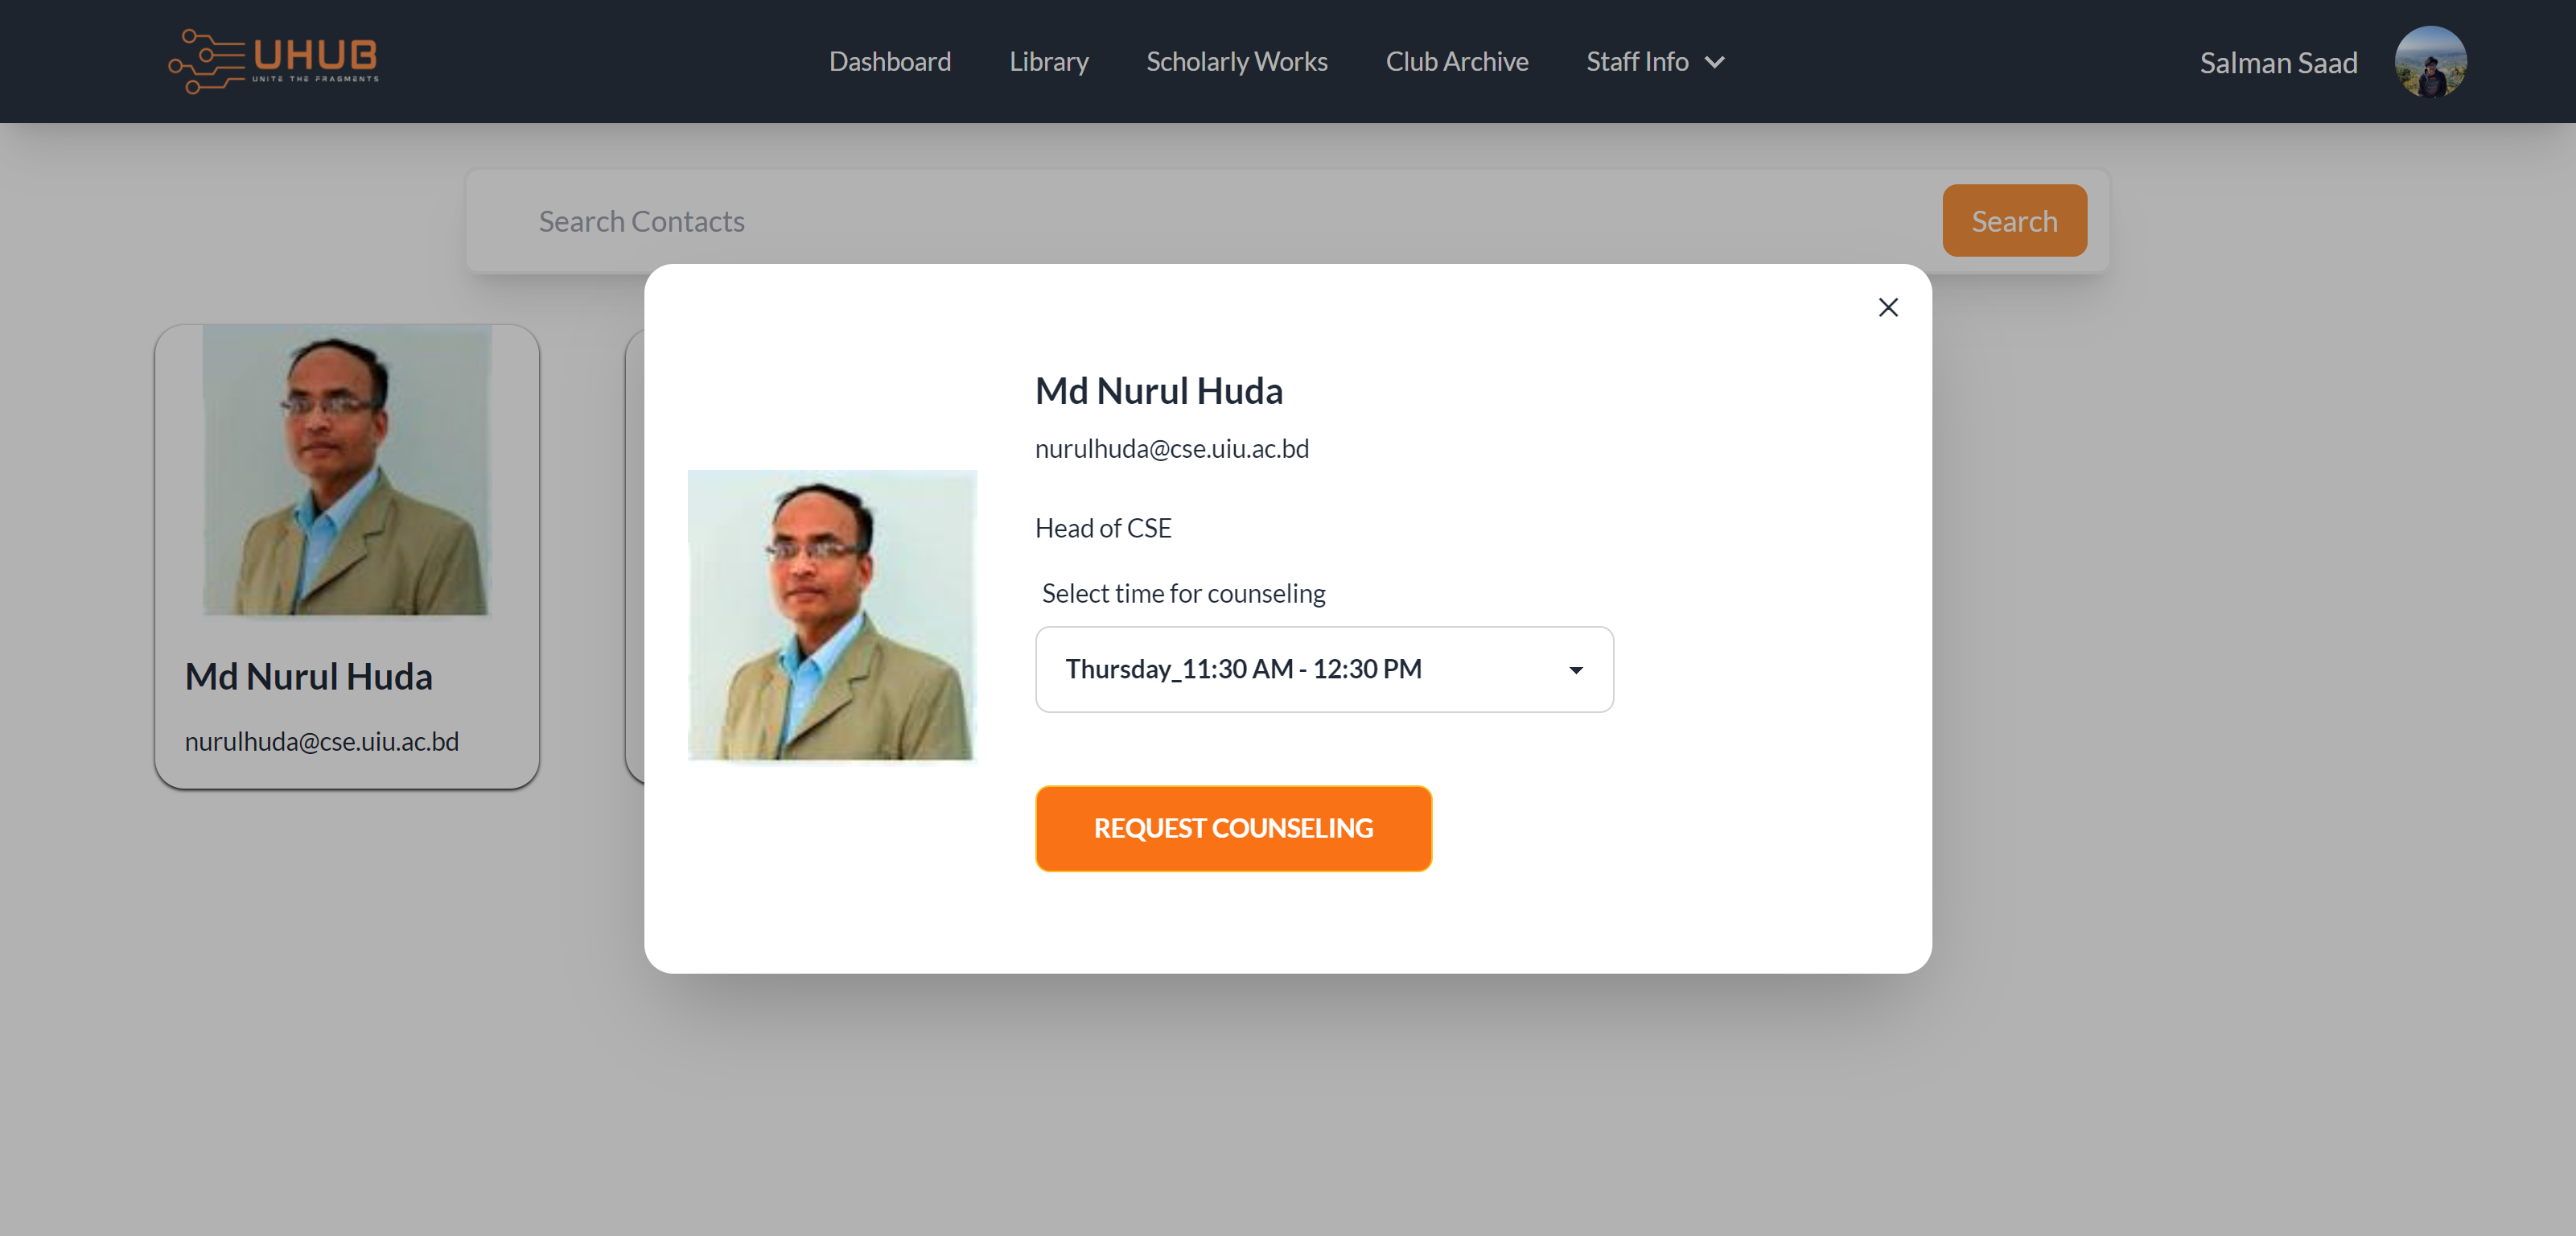 UHUB
UNITE THE FRAGMENTS
Dashboard
Library
Scholarly Works
Club Archive
Staff Info
Salman Saad
Search Contacts
Search
Md Nurul Huda
nurulhuda@cse.uiu.ac.bd
Md Nurul Huda
nurulhuda@cse.uiu.ac.bd
Head of CSE
Select time for counseling
Thursday_11:30 AM - 12:30 PM
REQUEST COUNSELING